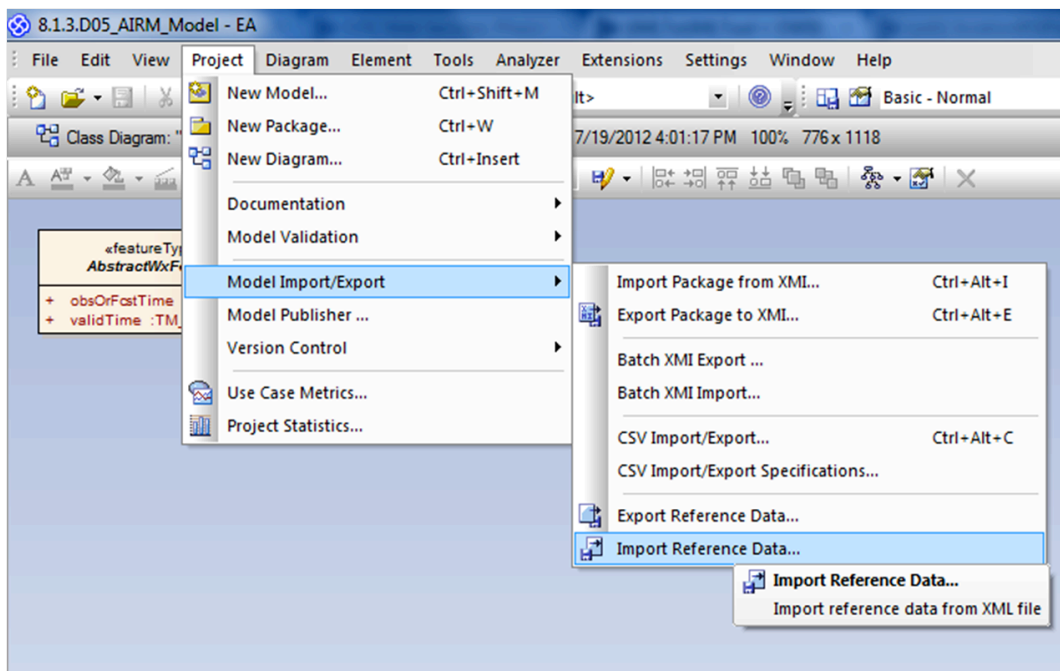 8.1.3.D05_AIRM_Model - EA
File Edit View Project Diagram Element Tools Analyzer Extensions Settings Window Help
New Model... Ctrl+Shift+M
lt> Basic - Normal
New Package... Ctrl+W
Class Diagram: " 7/19/2012 4:01:17 PM 100% 776 x 1118
New Diagram... Ctrl+Insert
Documentation
Model Validation
«featureTy
AbstractWxF
Model Import/Export
+ obsOrFcstTime
+ validTime :TM_
Model Publisher ...
Version Control
Use Case Metrics...
Project Statistics...
Import Package from XMI... Ctrl+Alt+I
Export Package to XMI... Ctrl+Alt+E
Batch XMI Export ...
Batch XMI Import...
CSV Import/Export... Ctrl+Alt+C
CSV Import/Export Specifications...
Export Reference Data...
Import Reference Data...
Import Reference Data...
Import reference data from XML file